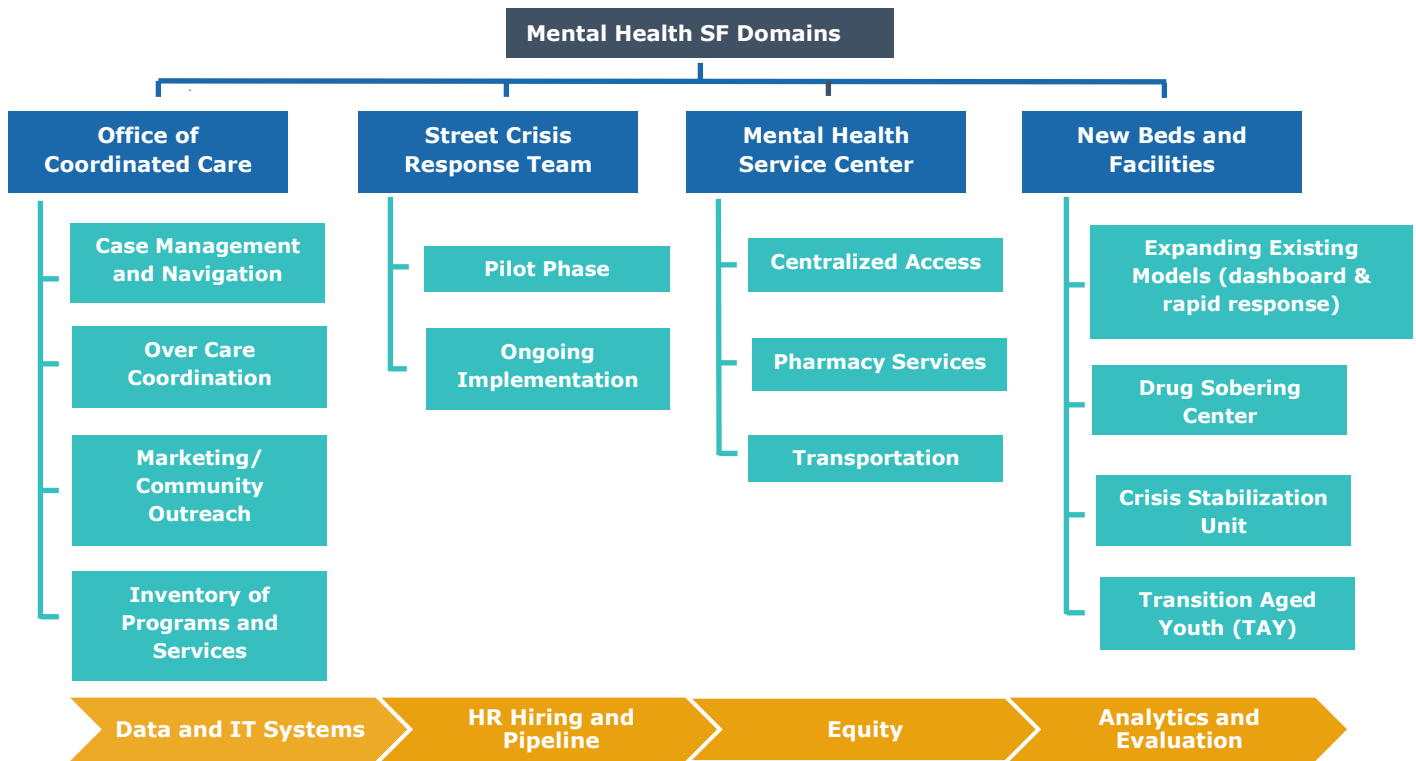 Mental Health SF Domains
Office of
Coordinated Care
Case Management
and Navigation
Over Care
Coordination
Marketing/
Community
Outreach
Inventory of
Programs and
Services
Street Crisis
Response Team
Pilot Phase
Ongoing
Implementation
Mental Health
Service Center
Centralized Access
Pharmacy Services
Transportation
New Beds and
Facilities
Expanding Existing
Models (dashboard &
rapid response)
Drug Sobering
Center
Crisis Stabilization
Unit
Transition Aged
Youth (TAY)
Data and IT Systems
HR Hiring and
Pipeline
Equity
Analytics and
Evaluation